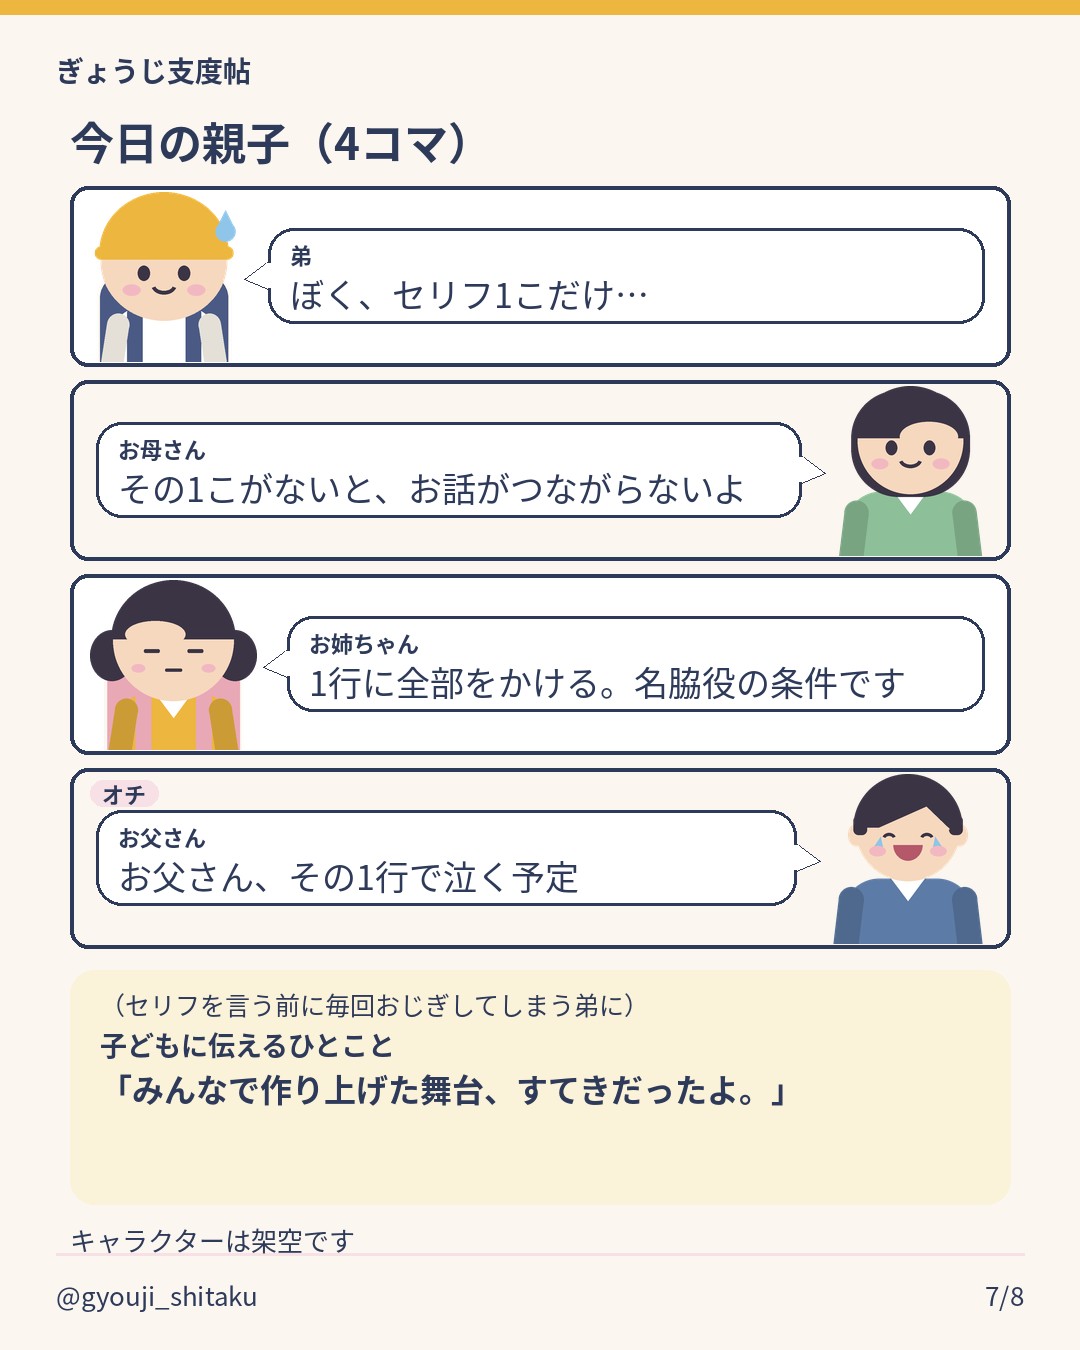 ぎょうじ支度帖
今日の親子（4コマ）
弟
ぼく、セリフ1こだけ…
お母さん
その1こがないと、お話がつながらないよ
お姉ちゃん
1行に全部をかける。名脇役の条件です
オチ
お父さん
お父さん、その1行で泣く予定
（セリフを言う前に毎回おじぎしてしまう弟に）
子どもに伝えるひとこと
「みんなで作り上げた舞台、すてきだったよ。」
キャラクターは架空です
@gyouji_shitaku
7/8